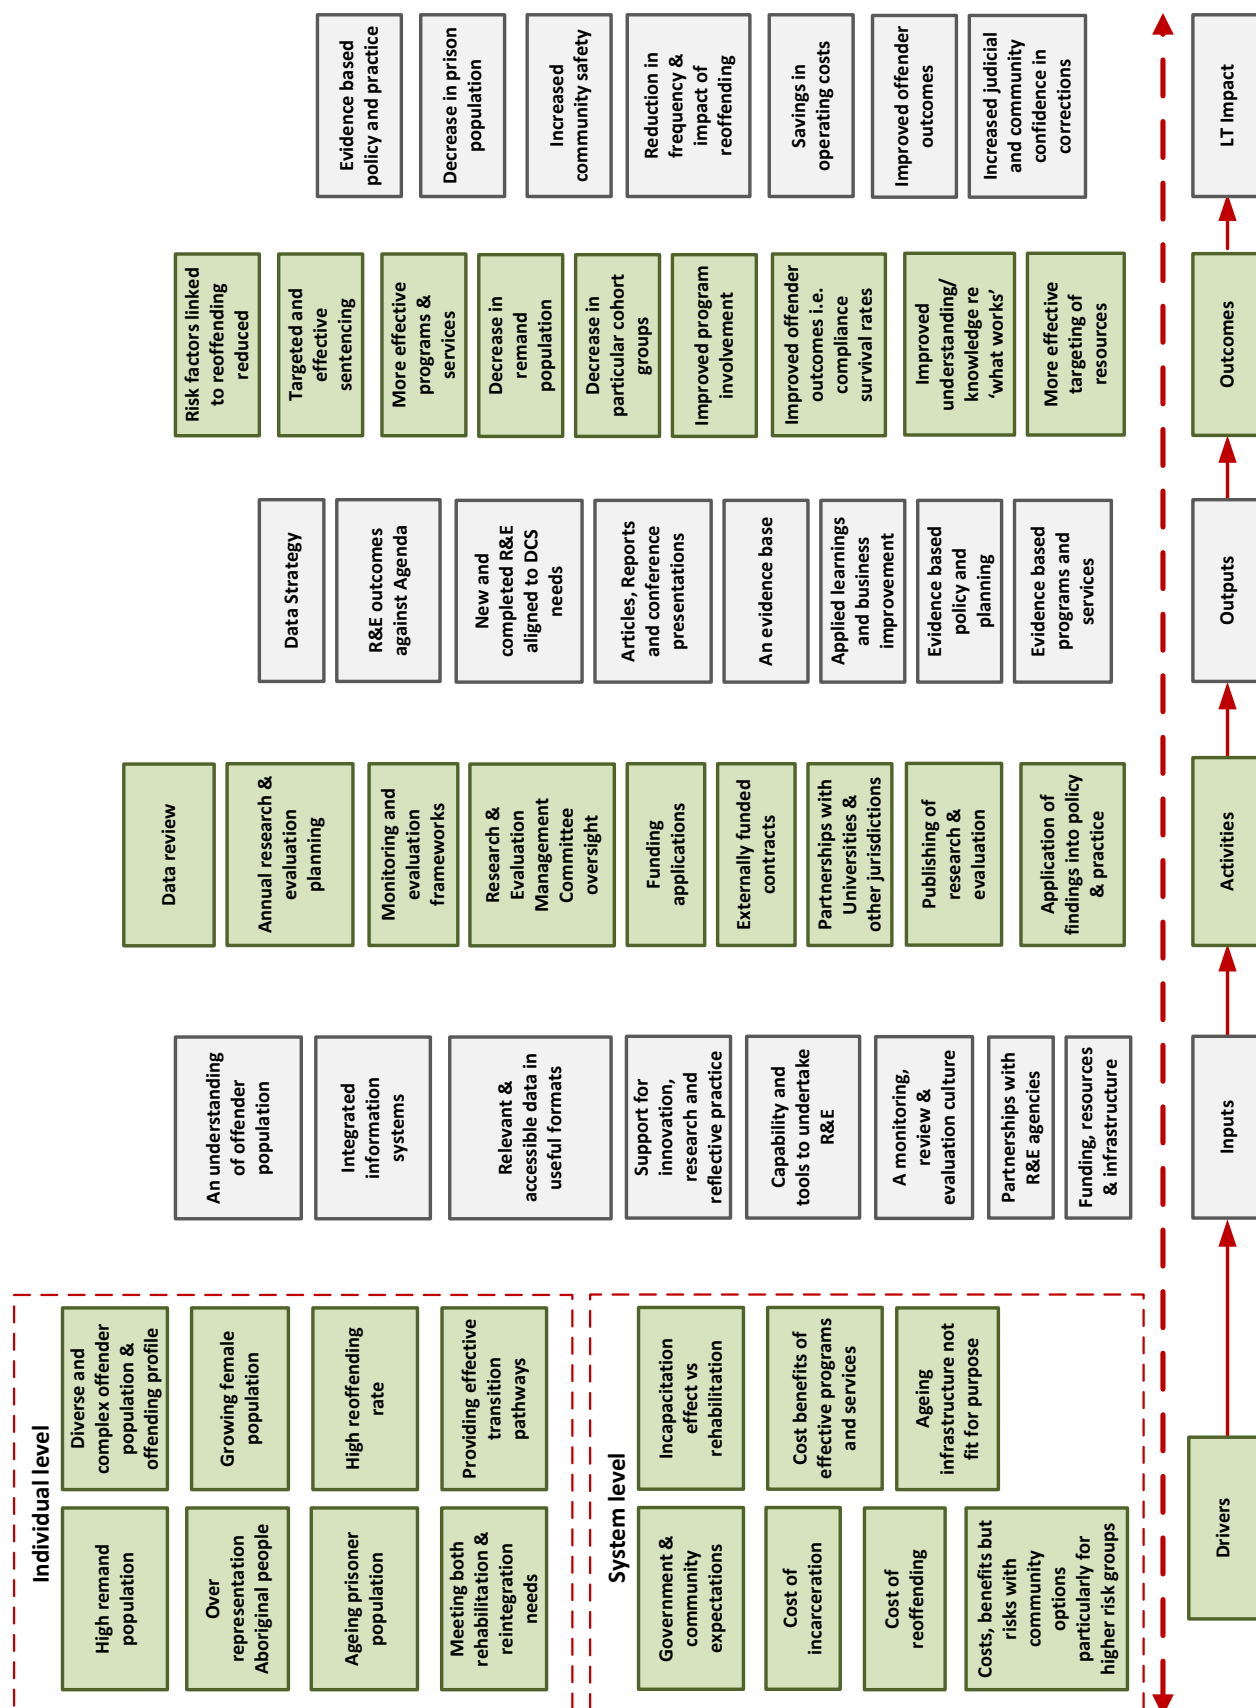 Individual level
High remand
population
Over
representation
Aboriginal people
Ageing prisoner
population
Meeting both
rehabilitation &
reintegration
needs
Diverse and
complex offender
population &
offending profile
Growing female
population
High reoffending
rate
Providing effective
transition
pathways
System level
Government &
community
expectations
Cost of
incarceration
Cost of
reoffending
Costs, benefits but
risks with
community
options
particularly for
higher risk groups
Incapacitation
effect vs
rehabilitation
Cost benefits of
effective programs
and services
Ageing
infrastructure not
fit for purpose
Drivers
An understanding
of offender
population
Integrated
information
systems
Relevant &
accessible data in
useful formats
Support for
innovation,
research and
reflective practice
Capability and
tools to undertake
R&E
A monitoring,
review &
evaluation culture
Partnerships with
R&E agencies
Funding, resources
& infrastructure
Inputs
Data review
Annual research &
evaluation
planning
Monitoring and
evaluation
frameworks
Research &
Evaluation
Management
Committee
oversight
Funding
applications
Externally funded
contracts
Partnerships with
Universities &
other jurisdictions
Publishing of
research &
evaluation
Application of
findings into policy
& practice
Activities
Data Strategy
R&E outcomes
against Agenda
New and
completed R&E
aligned to DCS
needs
Articles, Reports
and conference
presentations
An evidence base
Applied learnings
and business
improvement
Evidence based
policy and
planning
Evidence based
programs and
services
Outputs
Risk factors linked
to reoffending
reduced
Targeted and
effective
sentencing
More effective
programs &
services
Decrease in
remand
population
Decrease in
particular cohort
groups
Improved program
involvement
Improved offender
outcomes i.e.
compliance
survival rates
Improved
understanding/
knowledge re
‘what works’
More effective
targeting of
resources
Outcomes
Evidence based
policy and practice
Decrease in prison
population
Increased
community safety
Reduction in
frequency &
impact of
reoffending
Savings in
operating costs
Improved offender
outcomes
Increased judicial
and community
confidence in
corrections
LT Impact